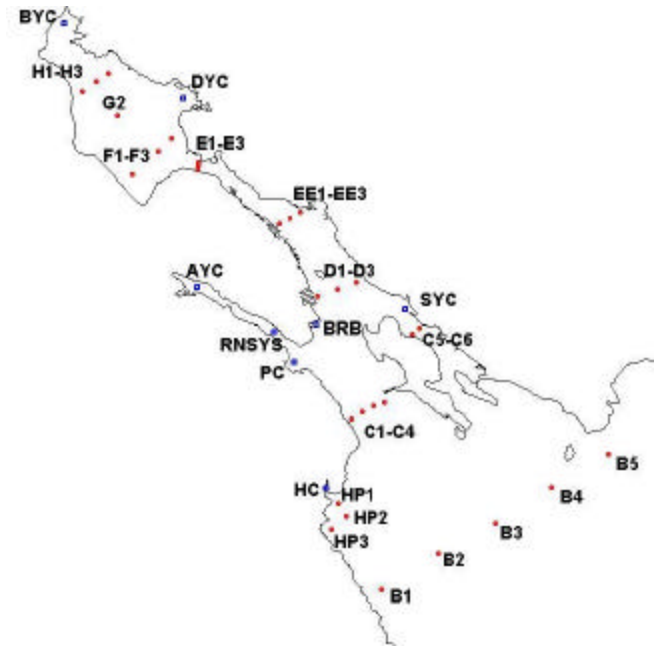 BYC
H1-H3
DYC
G2
E1-E3
F1-F3
EE1-EE3
AYC
D1-D3
SYC
RNSYS
BRB
C5-C6
PC
C1-C4
B5
HC
HP1
B4
HP2
B3
HP3
B2
B1